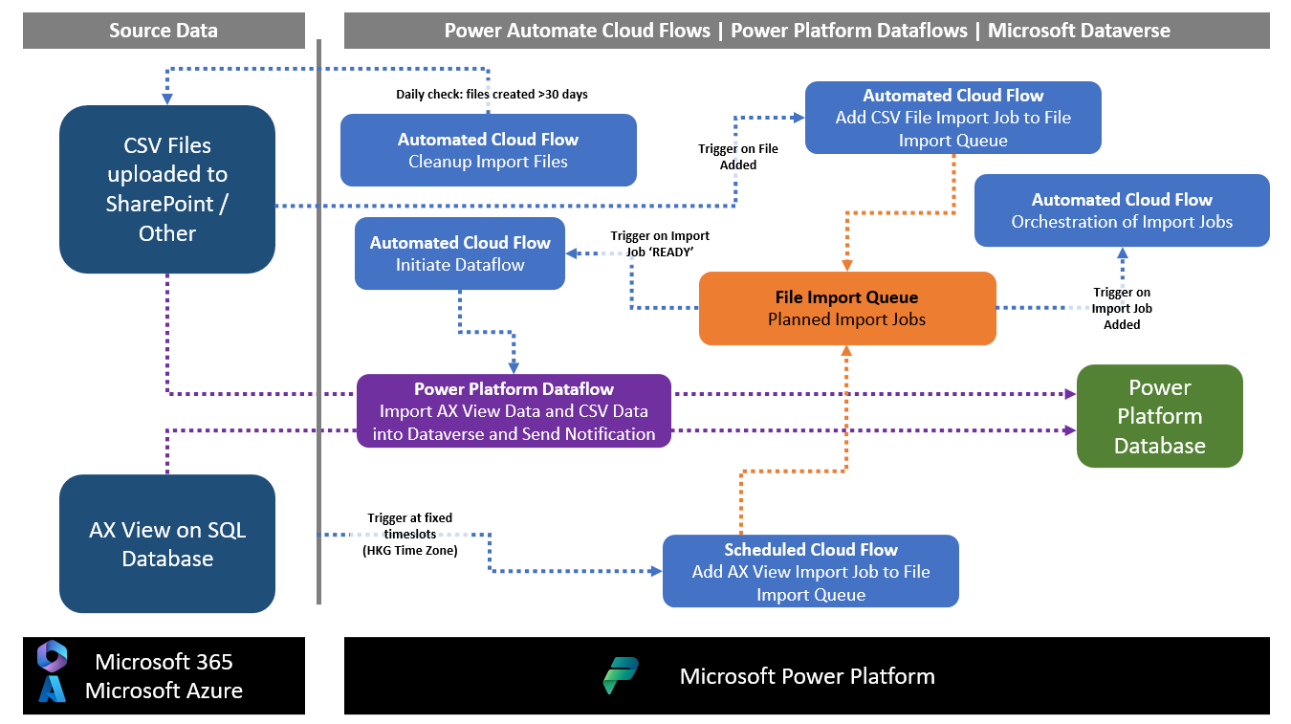 Source Data
Power Automate Cloud Flows | Power Platform Dataflows | Microsoft Dataverse
Daily check: files created >30 days
Automated Cloud Flow
Cleanup Import Files
CSV Files
uploaded to
SharePoint /
Other
Trigger on File
Added
Automated Cloud Flow
Add CSV File Import Job to File
Import Queue
Automated Cloud Flow
Orchestration of Import Jobs
Automated Cloud Flow
Initiate Dataflow
Trigger on Import
Job ‘READY’
File Import Queue
Planned Import Jobs
Trigger on
Import Job
Added
Power Platform Dataflow
Import AX View Data and CSV Data
into Dataverse and Send Notification
Power
Platform
Database
AX View on SQL
Database
Trigger at fixed
timeslots
(HKG Time Zone)
Scheduled Cloud Flow
Add AX View Import Job to File
Import Queue
Microsoft 365
Microsoft Azure
Microsoft Power Platform